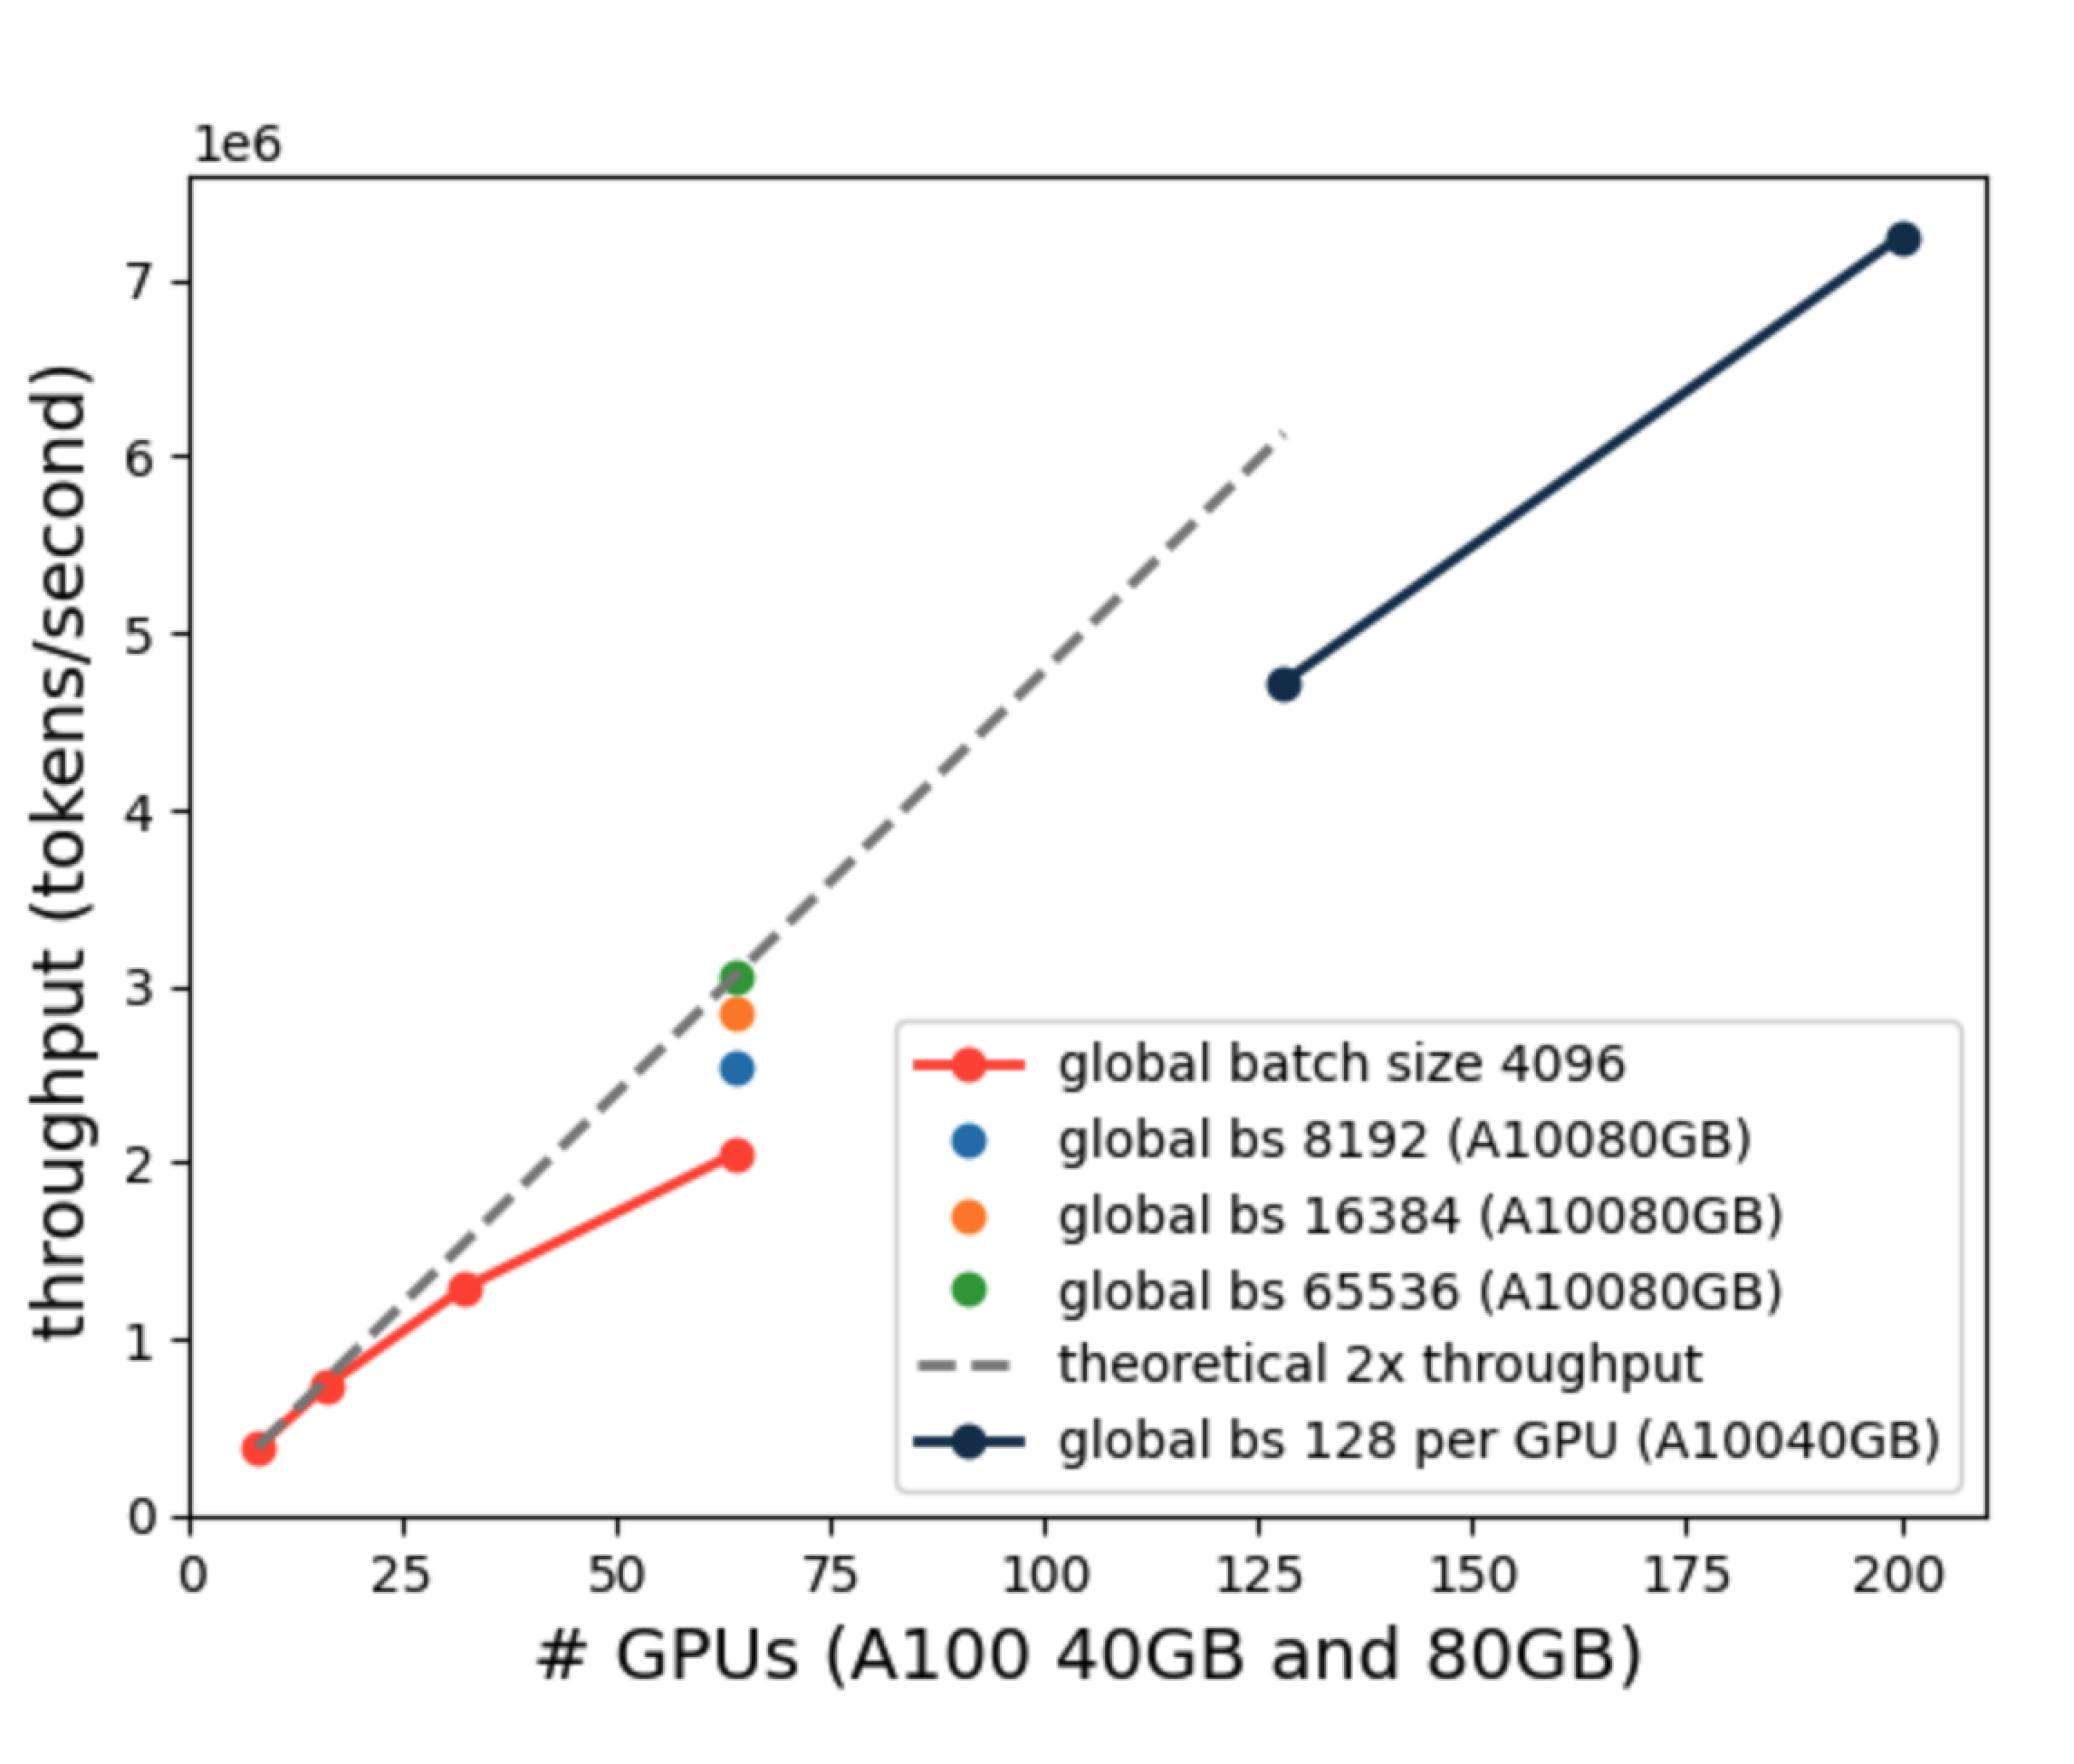 1e6
7
6
5
4
3
2
1
0
throughput (tokens/second)
global batch size 4096
global bs 8192 (A10080GB)
global bs 16384 (A10080GB)
global bs 65536 (A10080GB)
theoretical 2x throughput
global bs 128 per GPU (A10040GB)
0 25 50 75 100 125 150 175 200
# GPUs (A100 40GB and 80GB)